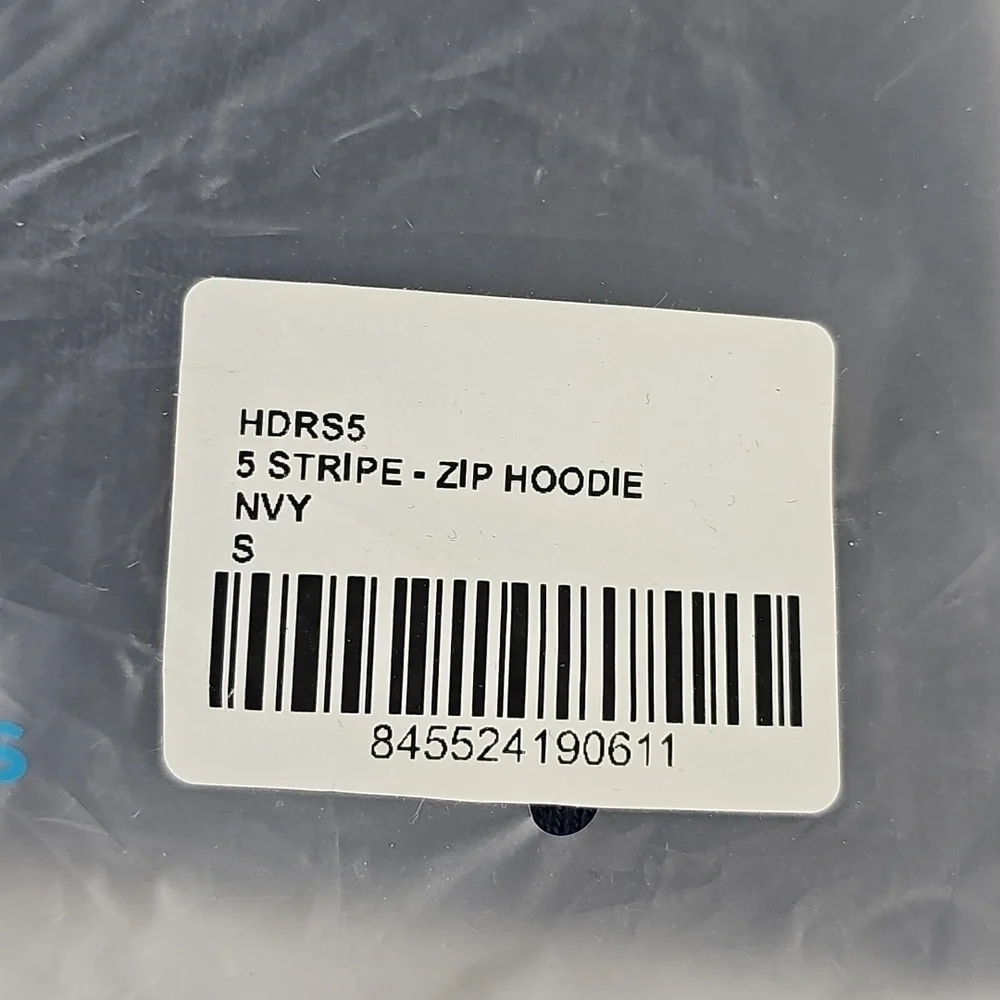 HDRS5
5 STRIPE - ZIP HOODIE
NVY
S
845524190611